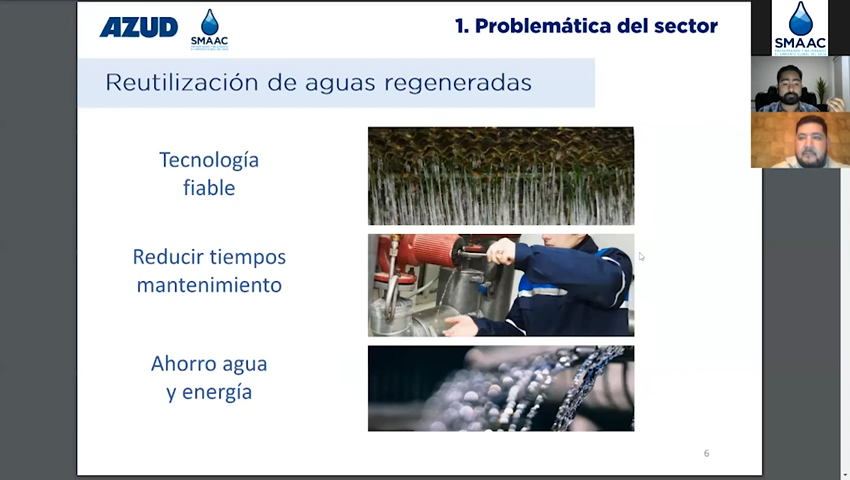 AZUD
SMAAC
1. Problemática del sector
Reutilización de aguas regeneradas
Tecnología
fiable
Reducir tiempos
mantenimiento
Ahorro agua
y energía
6
SMAAC